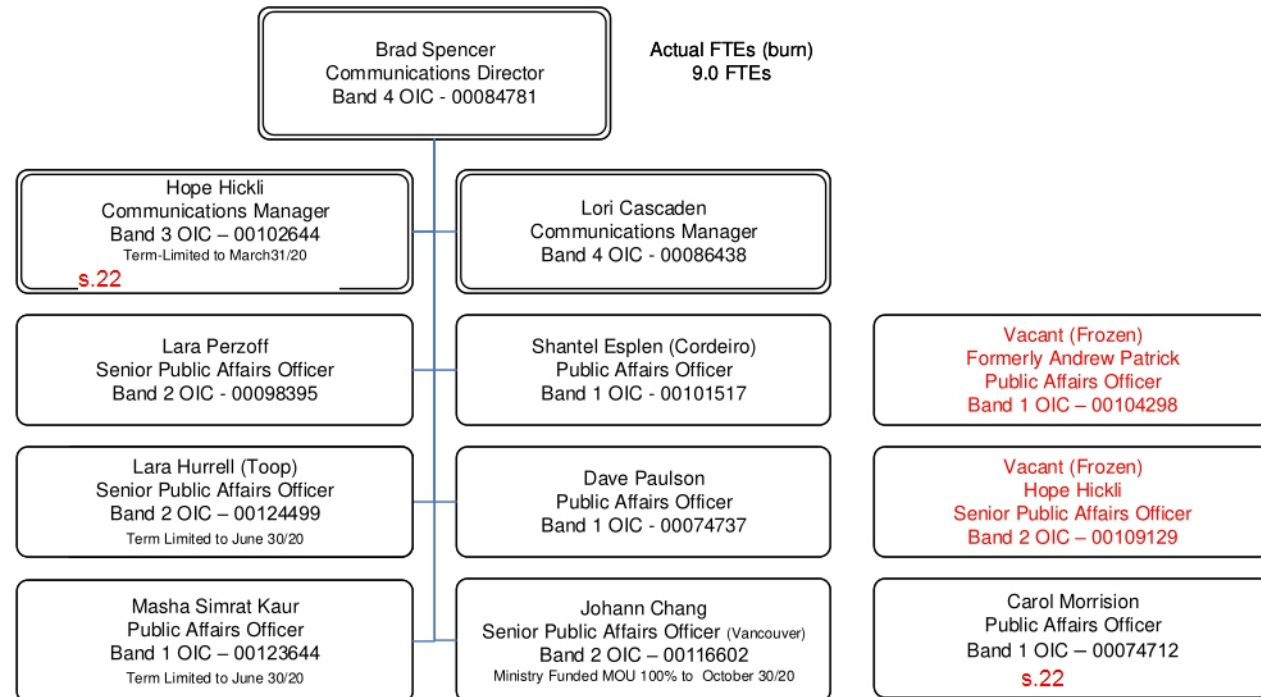 Brad Spencer
Communications Director
Band 4 OIC - 00084781
Actual FTEs (burn)
9.0 FTEs
Hope Hickli
Communications Manager
Band 3 OIC – 00102644
Term-Limited to March31/20
s.22
Lori Cascaden
Communications Manager
Band 4 OIC - 00086438
Lara Perzoff
Senior Public Affairs Officer
Band 2 OIC - 00098395
Shantel Esplen (Cordeiro)
Public Affairs Officer
Band 1 OIC - 00101517
Vacant (Frozen)
Formerly Andrew Patrick
Public Affairs Officer
Band 1 OIC – 00104298
Lara Hurrell (Toop)
Senior Public Affairs Officer
Band 2 OIC – 00124499
Term Limited to June 30/20
Dave Paulson
Public Affairs Officer
Band 1 OIC - 00074737
Vacant (Frozen)
Hope Hickli
Senior Public Affairs Officer
Band 2 OIC – 00109129
Masha Simrat Kaur
Public Affairs Officer
Band 1 OIC – 00123644
Term Limited to June 30/20
Johann Chang
Senior Public Affairs Officer (Vancouver)
Band 2 OIC – 00116602
Ministry Funded MOU 100% to October 30/20
Carol Morrision
Public Affairs Officer
Band 1 OIC – 00074712
s.22